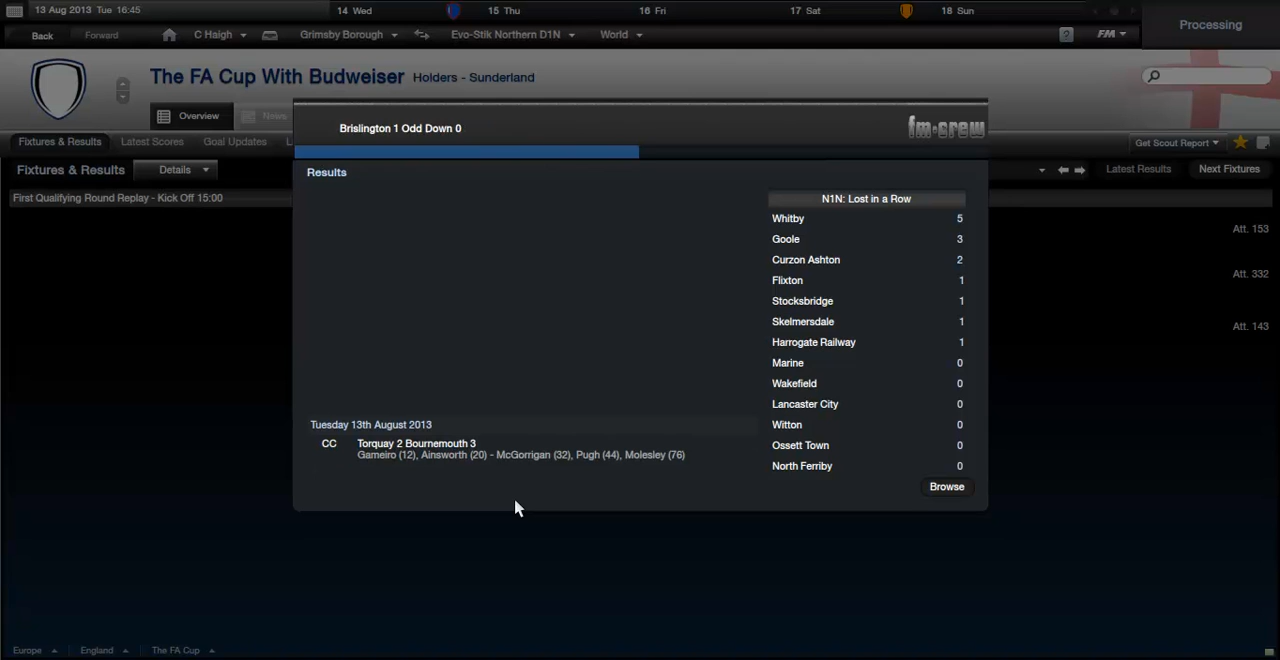 13 Aug 2013 Tue 16:45
14 Wed
15 Thu
16 Fri
17 Sat
18 Sun
Processing
Back
Forward
C Haigh
Grimsby Borough
Evo-Stik Northern D1N
World
?
FM
The FA Cup With Budweiser
Holders - Sunderland
Overview
News
Fixtures & Results
Latest Scores
Goal Updates
Get Scout Report
Fixtures & Results
Details
Latest Results
Next Fixtures
First Qualifying Round Replay - Kick Off 15:00
Att. 153
Att. 332
Att. 143
Brislington 1 Odd Down 0
fm-crew
Results
N1N: Lost in a Row
Whitby 5
Goole 3
Curzon Ashton 2
Flixton 1
Stocksbridge 1
Skelmersdale 1
Harrogate Railway 1
Marine 0
Wakefield 0
Lancaster City 0
Witton 0
Ossett Town 0
North Ferriby 0
Tuesday 13th August 2013
CC Torquay 2 Bournemouth 3
Gameiro (12), Ainsworth (20) - McGorrigan (32), Pugh (44), Molesley (76)
Browse
Europe
England
The FA Cup